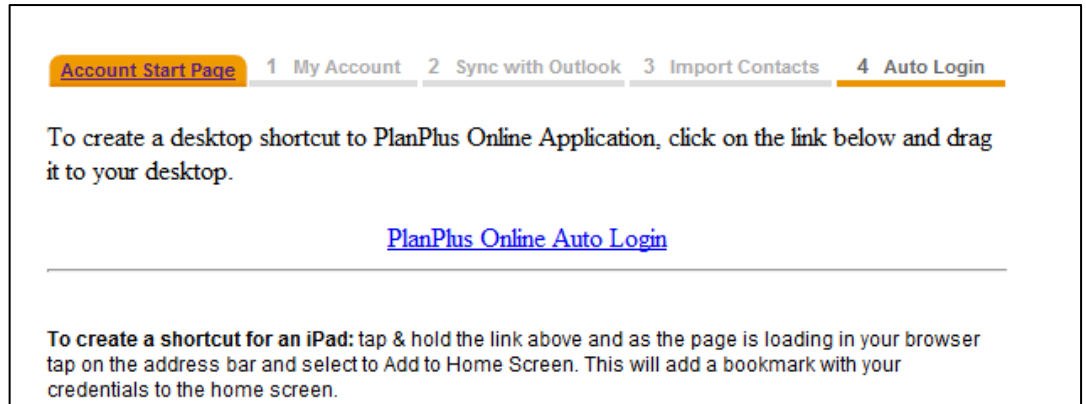 Account Start Page 1 My Account 2 Sync with Outlook 3 Import Contacts 4 Auto Login
To create a desktop shortcut to PlanPlus Online Application, click on the link below and drag
it to your desktop.
PlanPlus Online Auto Login
To create a shortcut for an iPad: tap & hold the link above and as the page is loading in your browser
tap on the address bar and select to Add to Home Screen. This will add a bookmark with your
credentials to the home screen.